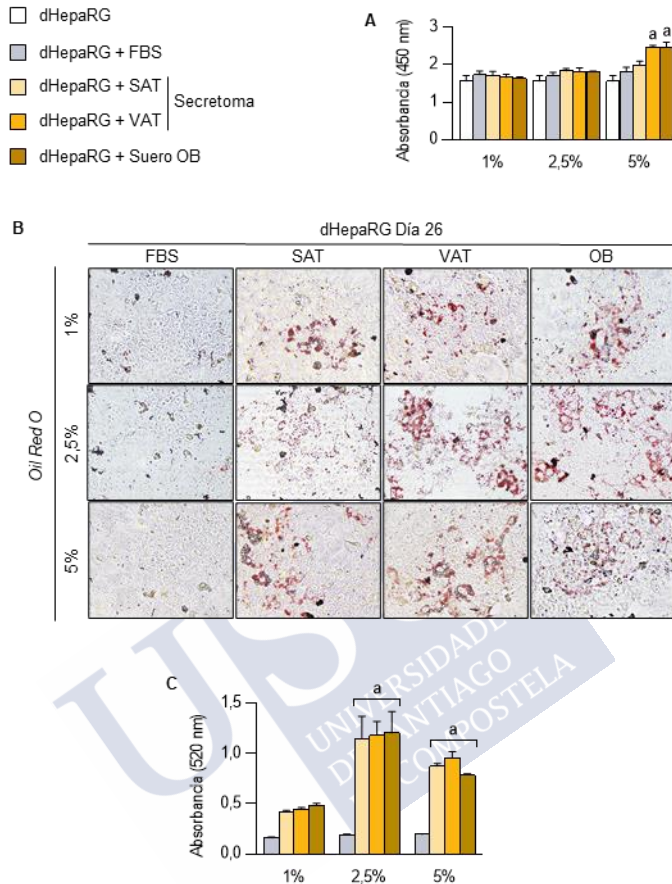 dHepaRG
dHepaRG + FBS
dHepaRG + SAT
dHepaRG + VAT
Secretoma
dHepaRG + Suero OB
A
Absorbancia (450 nm)
3
2
1
0
a a
1% 2,5% 5%
B
dHepaRG Día 26
FBS SAT VAT OB
Oil Red O
1%
2,5%
5%
C
Absorbancia (520 nm)
1,5
1,0
0,5
0,0
a
a
1% 2,5% 5%
UNIVERSIDADE
DE SANTIAGO
DE COMPOSTELA